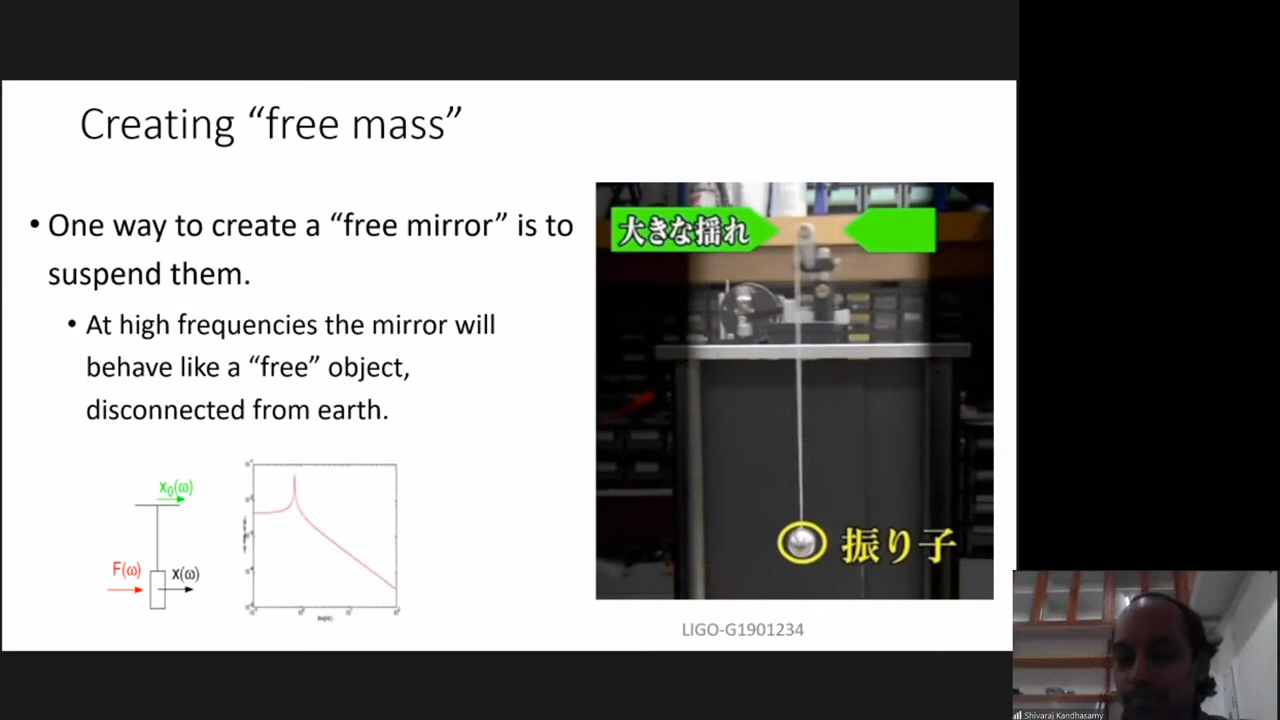 Creating “free mass”
• One way to create a “free mirror” is to
suspend them.
• At high frequencies the mirror will
behave like a “free” object,
disconnected from earth.
大きな揺れ
振り子
x₀(ω)
F(ω)
x(ω)
LIGO-G1901234
Shivaraj Kandhasamy